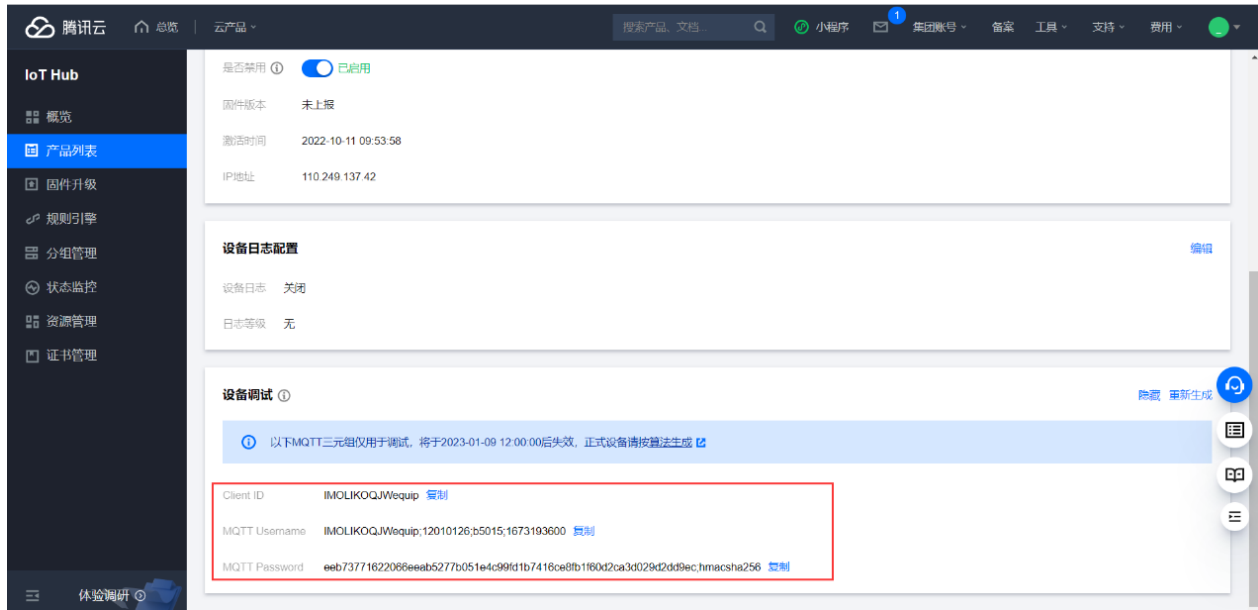 腾讯云 总览 云产品 搜索产品、文档... 小程序 1 集团账号 备案 工具 支持 费用
IoT Hub
概览
产品列表
固件升级
规则引擎
分组管理
状态监控
资源管理
证书管理
体验调研
是否禁用 已启用
固件版本 未上报
激活时间 2022-10-11 09:53:58
IP地址 110.249.137.42
设备日志配置 编辑
设备日志 关闭
日志等级 无
设备调试 隐藏 重新生成
以下MQTT三元组仅用于调试，将于2023-01-09 12:00:00后失效，正式设备请按算法生成
Client ID IMOLIKOQJWequip 复制
MQTT Username IMOLIKOQJWequip;12010126;b5015;1673193600 复制
MQTT Password eeb73771622066eeab5277b051e4c99fd1b7416ce8fb1f60d2ca3d029d2dd9ec;hmacsha256 复制